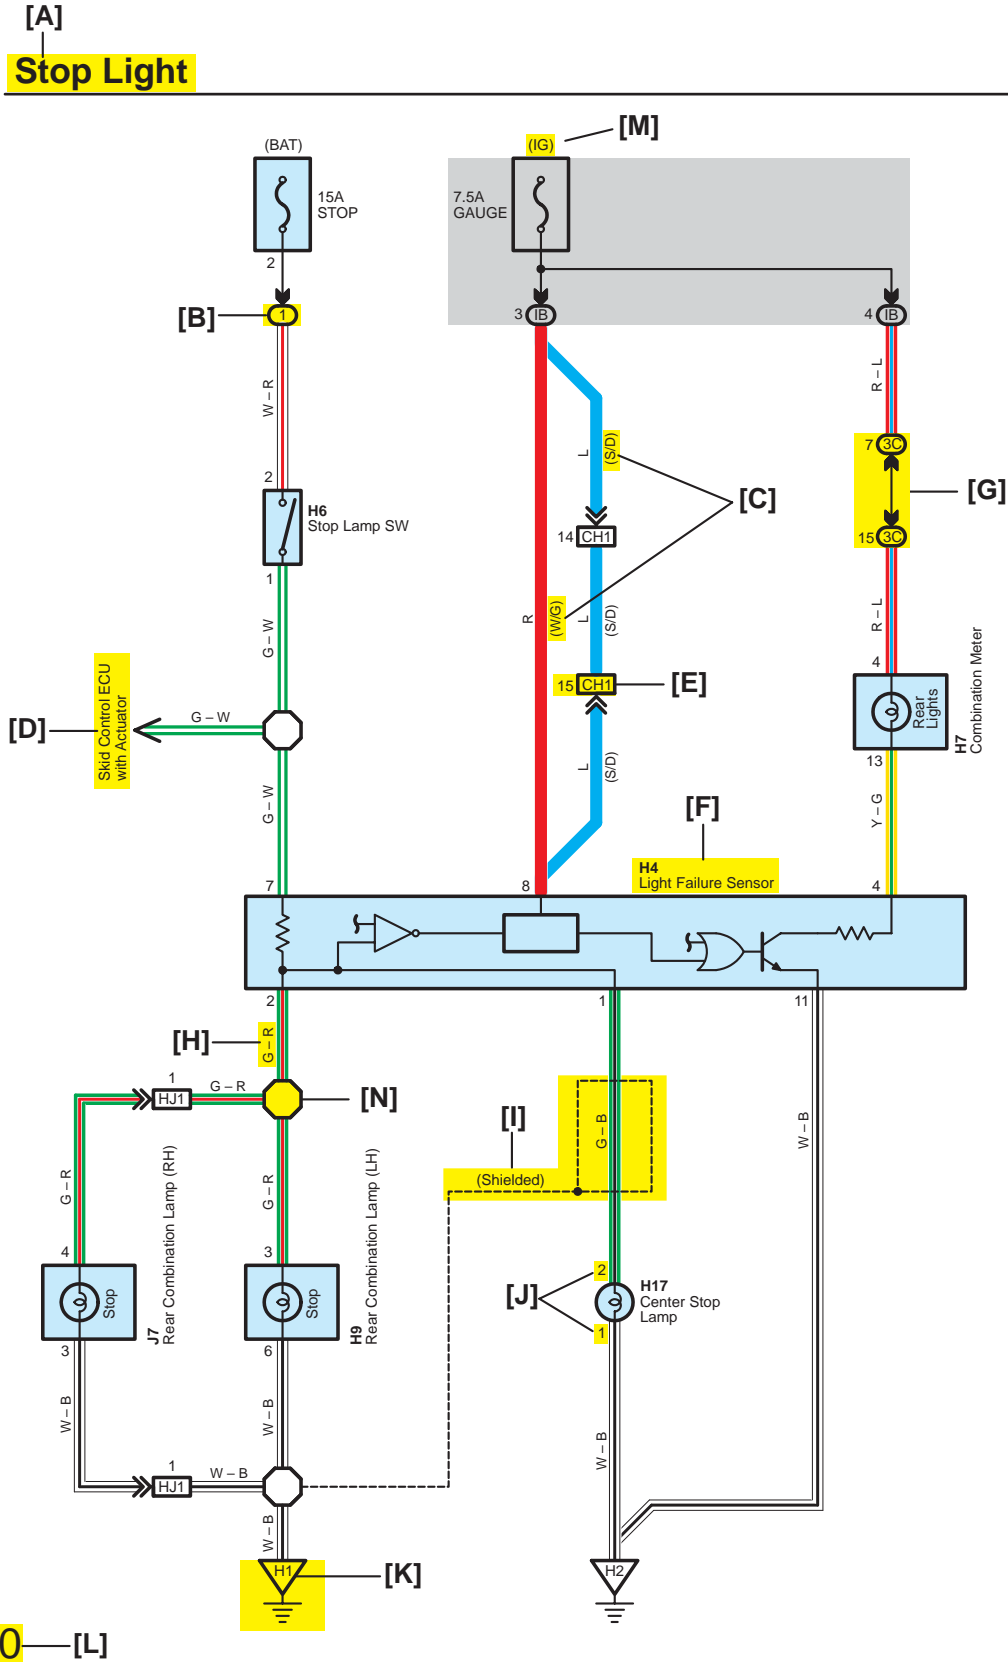 [A]
Stop Light
(BAT)
15A
STOP
2
[B]
1
(IG)
[M]
7.5A
GAUGE
3
IB
4
IB
W – R
R – L
L
(S/D)
[C]
7
3C
[G]
15
3C
14
CH1
2
H6
Stop Lamp SW
1
G – W
R
(W/G)
L
(S/D)
R – L
[D]
Skid Control ECU
with Actuator
G – W
15
CH1
[E]
4
Rear
Lights
H7
Combination Meter
13
G – W
L
(S/D)
Y – G
[F]
H4
Light Failure Sensor
7
8
4
2
1
11
[H]
G – R
1
HJ1
G – R
[N]
[I]
(Shielded)
G – B
W – B
G – R
G – R
4
Stop
J7
Rear Combination Lamp (RH)
3
3
Stop
H9
Rear Combination Lamp (LH)
6
[J]
2
1
H17
Center Stop
Lamp
W – B
W – B
W – B
1
HJ1
W – B
W – B
H1
[K]
H2
0
[L]